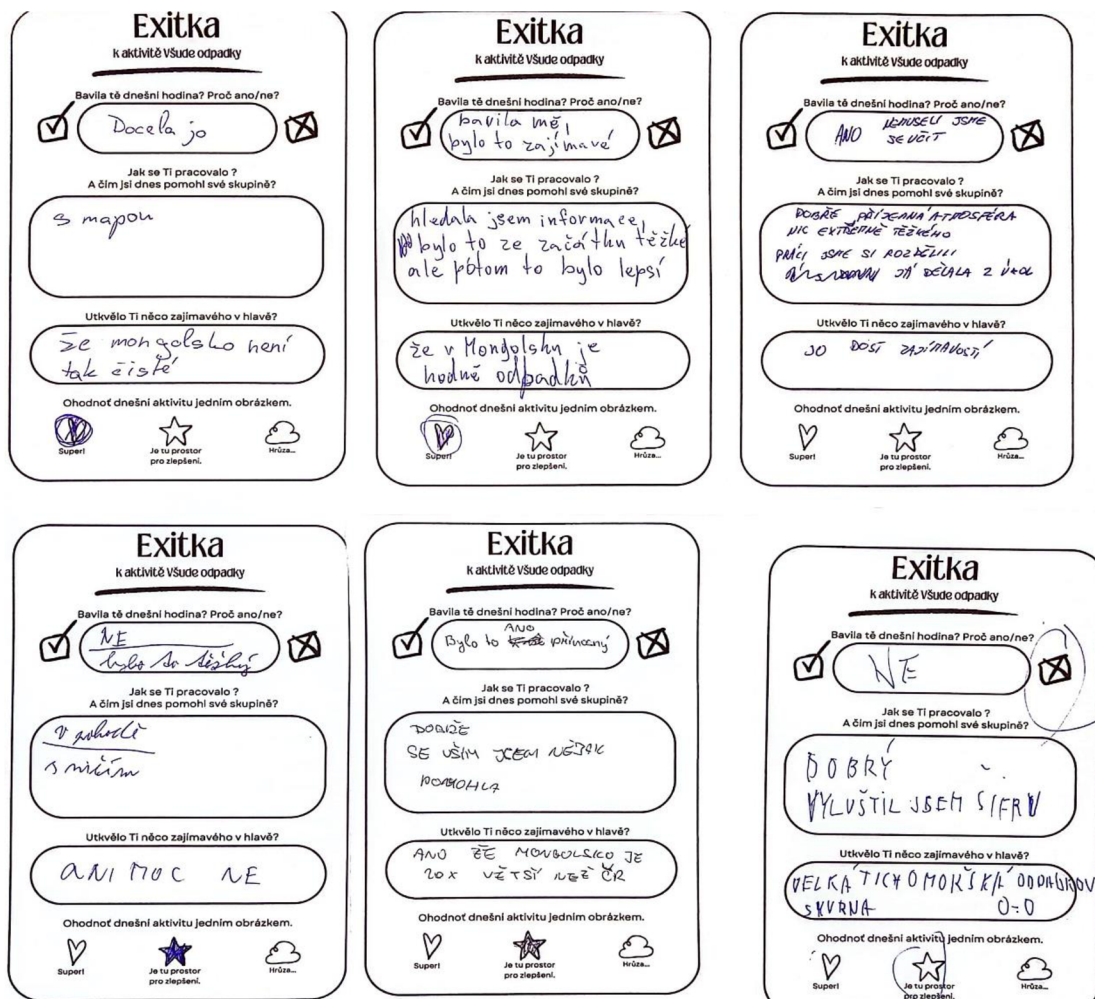 Exitka
k aktivitě Všude odpadky
Bavila tě dnešní hodina? Proč ano/ne?
Docela jo
Jak se Ti pracovalo ?
A čím jsi dnes pomohl své skupině?
s mapou
Utkvělo Ti něco zajímavého v hlavě?
že mongolsko není
tak čisté
Ohodnoť dnešní aktivitu jedním obrázkem.
Super!
Je tu prostor
pro zlepšení.
Hrůza...
Exitka
k aktivitě Všude odpadky
Bavila tě dnešní hodina? Proč ano/ne?
bavila mě,
bylo to zajímavé
Jak se Ti pracovalo ?
A čím jsi dnes pomohl své skupině?
hledala jsem informace,
bylo to ze začátku těžké
ale potom to bylo lepsí
Utkvělo Ti něco zajímavého v hlavě?
že v Mongolsku je
hodně odpadků
Ohodnoť dnešní aktivitu jedním obrázkem.
Super!
Je tu prostor
pro zlepšení.
Hrůza...
Exitka
k aktivitě Všude odpadky
Bavila tě dnešní hodina? Proč ano/ne?
ANO NEMUSELI JSME
SE UČIT
Jak se Ti pracovalo ?
A čím jsi dnes pomohl své skupině?
DOBŘE PŘÍJEMNÁ ATMOSFÉRA
NIC EXTRÉMNĚ TĚŽKÉHO
PRÁCI JSME SI ROZDĚLILI
JÁ DĚLALA 2 ÚKOL
Utkvělo Ti něco zajímavého v hlavě?
JO DOST ZAJÍMAVOSTÍ
Ohodnoť dnešní aktivitu jedním obrázkem.
Super!
Je tu prostor
pro zlepšení.
Hrůza...
Exitka
k aktivitě Všude odpadky
Bavila tě dnešní hodina? Proč ano/ne?
NE
bylo to těžký
Jak se Ti pracovalo ?
A čím jsi dnes pomohl své skupině?
V pohodě
s ničím
Utkvělo Ti něco zajímavého v hlavě?
ANI MOC NE
Ohodnoť dnešní aktivitu jedním obrázkem.
Super!
Je tu prostor
pro zlepšení.
Hrůza...
Exitka
k aktivitě Všude odpadky
Bavila tě dnešní hodina? Proč ano/ne?
ANO
Bylo to přínosný
Jak se Ti pracovalo ?
A čím jsi dnes pomohl své skupině?
DOBŘE
SE VŠÍM JSEM NĚJAK
POMOHLA
Utkvělo Ti něco zajímavého v hlavě?
ANO ŽE MONGOLSKO JE
20x VĚTSÍ NEŽ ČR
Ohodnoť dnešní aktivitu jedním obrázkem.
Super!
Je tu prostor
pro zlepšení.
Hrůza...
Exitka
k aktivitě Všude odpadky
Bavila tě dnešní hodina? Proč ano/ne?
NE
Jak se Ti pracovalo ?
A čím jsi dnes pomohl své skupině?
DOBRÝ
VYLUŠTIL JSEM SIFRU
Utkvělo Ti něco zajímavého v hlavě?
VELKÁ TICHOMOŘSKÁ ODPADKOV
SKVRNA 0=0
Ohodnoť dnešní aktivitu jedním obrázkem.
Super!
Je tu prostor
pro zlepšení.
Hrůza...